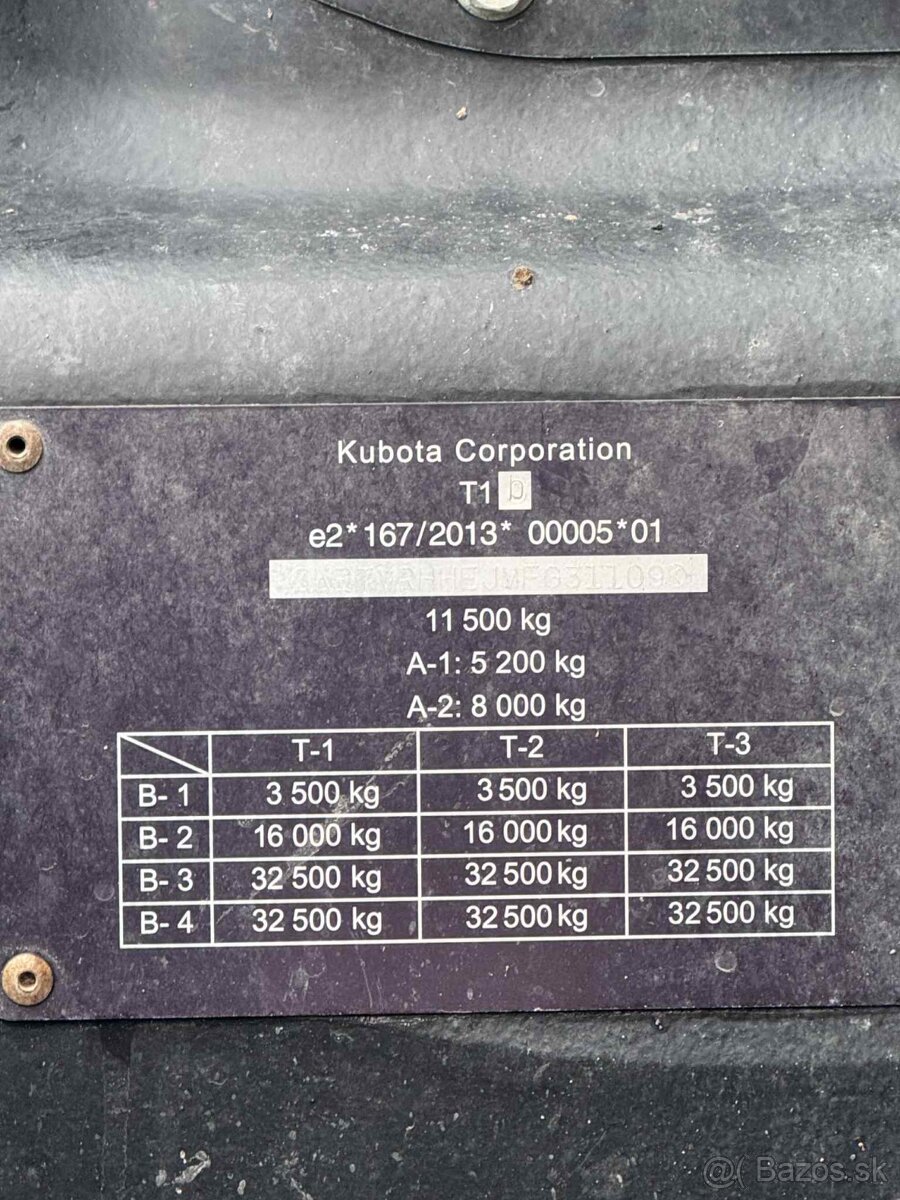 Kubota Corporation
T1b
e2*167/2013* 00005*01
11 500 kg
A-1: 5 200 kg
A-2: 8 000 kg
T-1 T-2 T-3
B- 1 3 500 kg 3 500 kg 3 500 kg
B- 2 16 000 kg 16 000 kg 16 000 kg
B- 3 32 500 kg 32 500 kg 32 500 kg
B- 4 32 500 kg 32 500 kg 32 500 kg
Bazos.sk